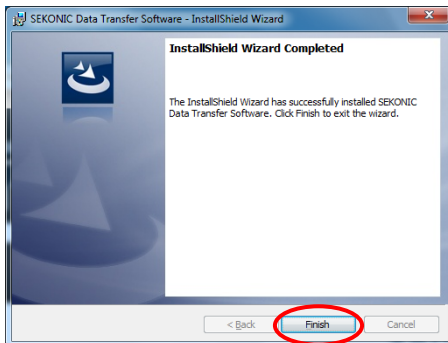 SEKONIC Data Transfer Software - InstallShield Wizard
InstallShield Wizard Completed
The InstallShield Wizard has successfully installed SEKONIC
Data Transfer Software. Click Finish to exit the wizard.
< Back
Finish
Cancel